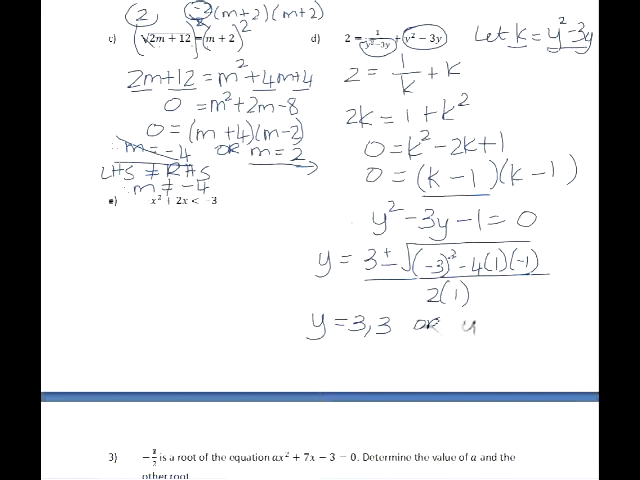 2 -2 (m+2)(m+2)
c) (√2m + 12)² = (m + 2)²
2m+12 = m² + 4m + 4
0 = m² + 2m - 8
0 = (m + 4)(m - 2)
∴ m = -4 OR m = 2
LHS ≠ RHS
∴ m ≠ -4
e) x² + 2x < -3
d) 2 = 1/(y²-3y) + y² - 3y
Let k = y² - 3y
2 = 1/k + k
2k = 1 + k²
0 = k² - 2k + 1
0 = (k - 1)(k - 1)
y² - 3y - 1 = 0
y = (3 ± √((-3)² - 4(1)(-1)))/2(1)
y = 3,3 OR y
3) is a root of the equation ax² + 7x − 3 = 0. Determine the value of a and the
other root